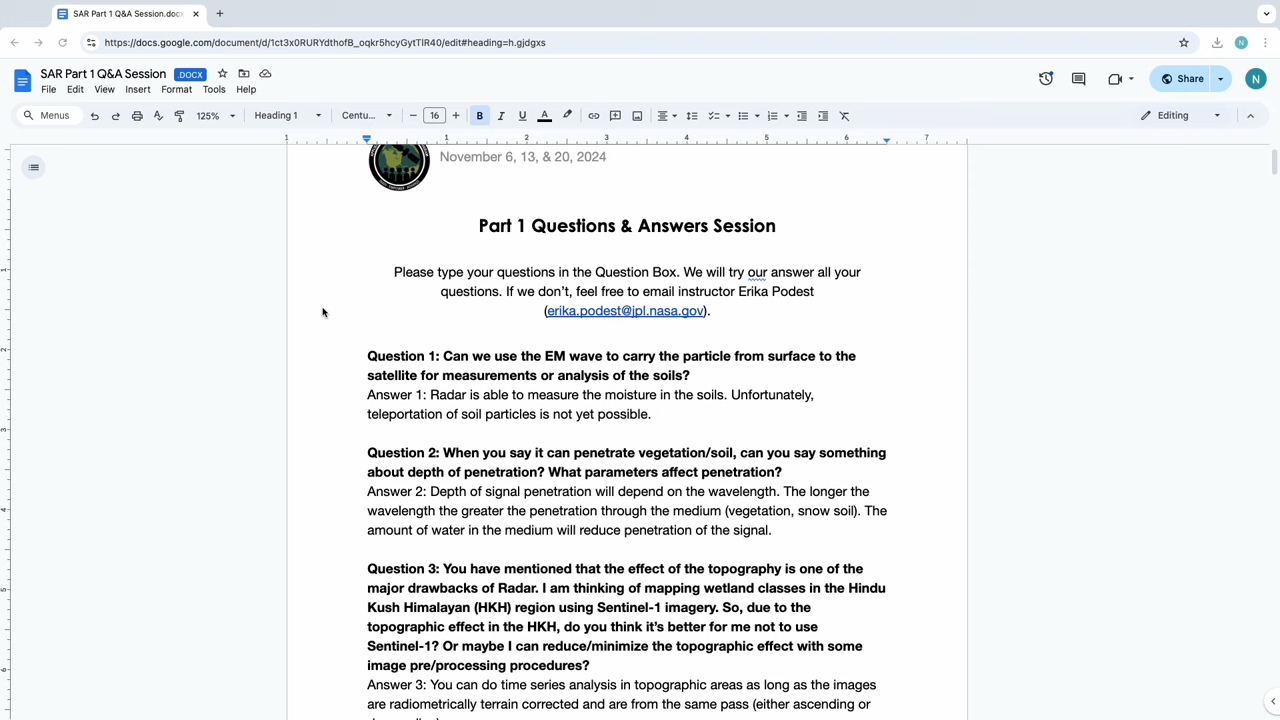 SAR Part 1 Q&A Session.docx
https://docs.google.com/document/d/1ct3x0RURYdthofB_oqkr5hcyGytTlR40/edit#heading=h.gjdgxs
N
SAR Part 1 Q&A Session .DOCX
File Edit View Insert Format Tools Help
Share
N
Menus 125% Heading 1 Centu... 16 B I U A Editing
1 1 2 3 4 5 6 7
November 6, 13, & 20, 2024
Part 1 Questions & Answers Session
Please type your questions in the Question Box. We will try our answer all your
questions. If we don’t, feel free to email instructor Erika Podest
(erika.podest@jpl.nasa.gov).
Question 1: Can we use the EM wave to carry the particle from surface to the
satellite for measurements or analysis of the soils?
Answer 1: Radar is able to measure the moisture in the soils. Unfortunately,
teleportation of soil particles is not yet possible.
Question 2: When you say it can penetrate vegetation/soil, can you say something
about depth of penetration? What parameters affect penetration?
Answer 2: Depth of signal penetration will depend on the wavelength. The longer the
wavelength the greater the penetration through the medium (vegetation, snow soil). The
amount of water in the medium will reduce penetration of the signal.
Question 3: You have mentioned that the effect of the topography is one of the
major drawbacks of Radar. I am thinking of mapping wetland classes in the Hindu
Kush Himalayan (HKH) region using Sentinel-1 imagery. So, due to the
topographic effect in the HKH, do you think it’s better for me not to use
Sentinel-1? Or maybe I can reduce/minimize the topographic effect with some
image pre/processing procedures?
Answer 3: You can do time series analysis in topographic areas as long as the images
are radiometrically terrain corrected and are from the same pass (either ascending or